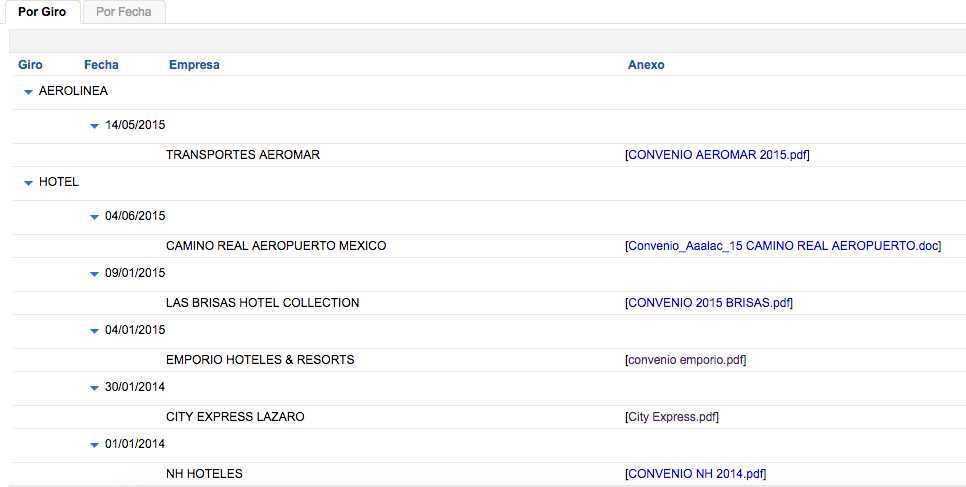 Por Giro Por Fecha
Giro Fecha Empresa Anexo
AEROLINEA
14/05/2015
TRANSPORTES AEROMAR [CONVENIO AEROMAR 2015.pdf]
HOTEL
04/06/2015
CAMINO REAL AEROPUERTO MEXICO [Convenio_Aaalac_15 CAMINO REAL AEROPUERTO.doc]
09/01/2015
LAS BRISAS HOTEL COLLECTION [CONVENIO 2015 BRISAS.pdf]
04/01/2015
EMPORIO HOTELES & RESORTS [convenio emporio.pdf]
30/01/2014
CITY EXPRESS LAZARO [City Express.pdf]
01/01/2014
NH HOTELES [CONVENIO NH 2014.pdf]